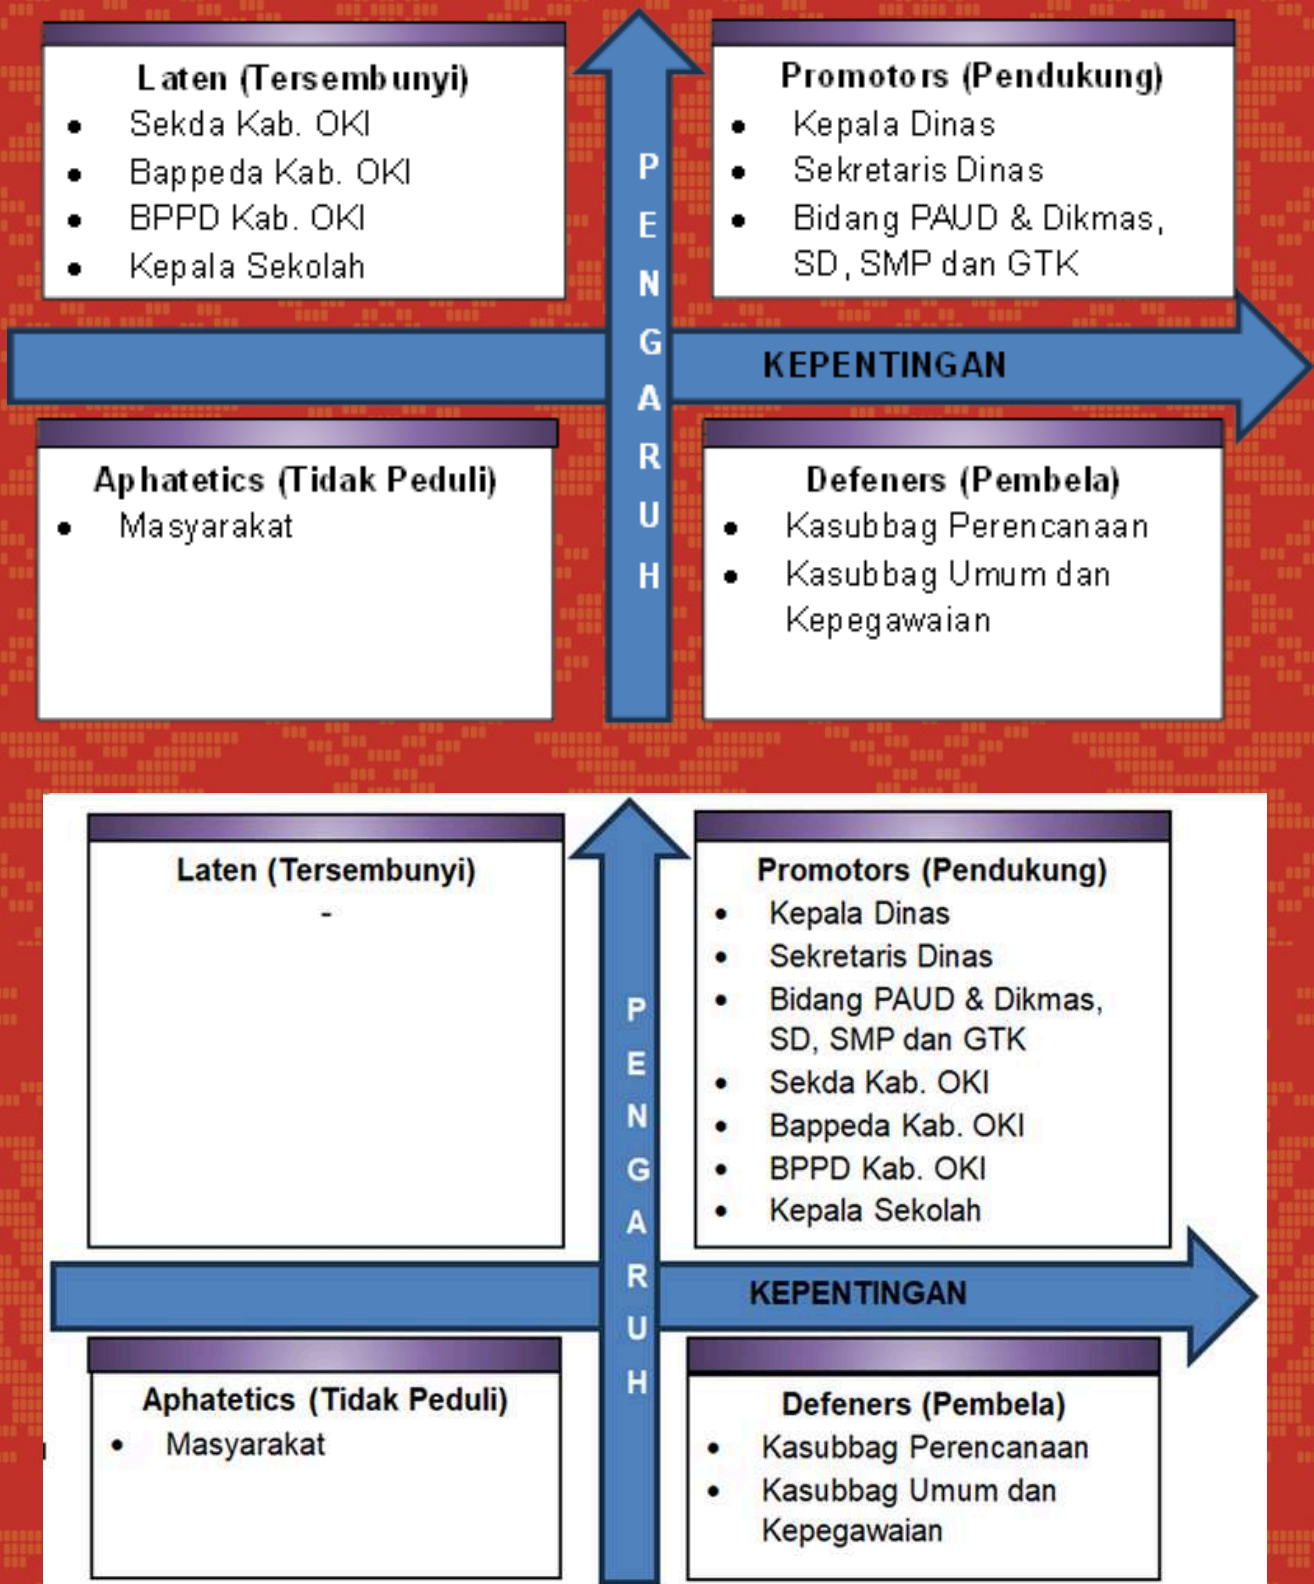 Laten (Tersembunyi)
• Sekda Kab. OKI
• Bappeda Kab. OKI
• BPPD Kab. OKI
• Kepala Sekolah
Promotors (Pendukung)
• Kepala Dinas
• Sekretaris Dinas
• Bidang PAUD & Dikmas,
SD, SMP dan GTK
PENGARUH
KEPENTINGAN
Aphatetics (Tidak Peduli)
• Masyarakat
Defeners (Pembela)
• Kasubbag Perencanaan
• Kasubbag Umum dan
Kepegawaian
Laten (Tersembunyi)
-
Promotors (Pendukung)
• Kepala Dinas
• Sekretaris Dinas
• Bidang PAUD & Dikmas,
SD, SMP dan GTK
• Sekda Kab. OKI
• Bappeda Kab. OKI
• BPPD Kab. OKI
• Kepala Sekolah
PENGARUH
KEPENTINGAN
Aphatetics (Tidak Peduli)
• Masyarakat
Defeners (Pembela)
• Kasubbag Perencanaan
• Kasubbag Umum dan
Kepegawaian